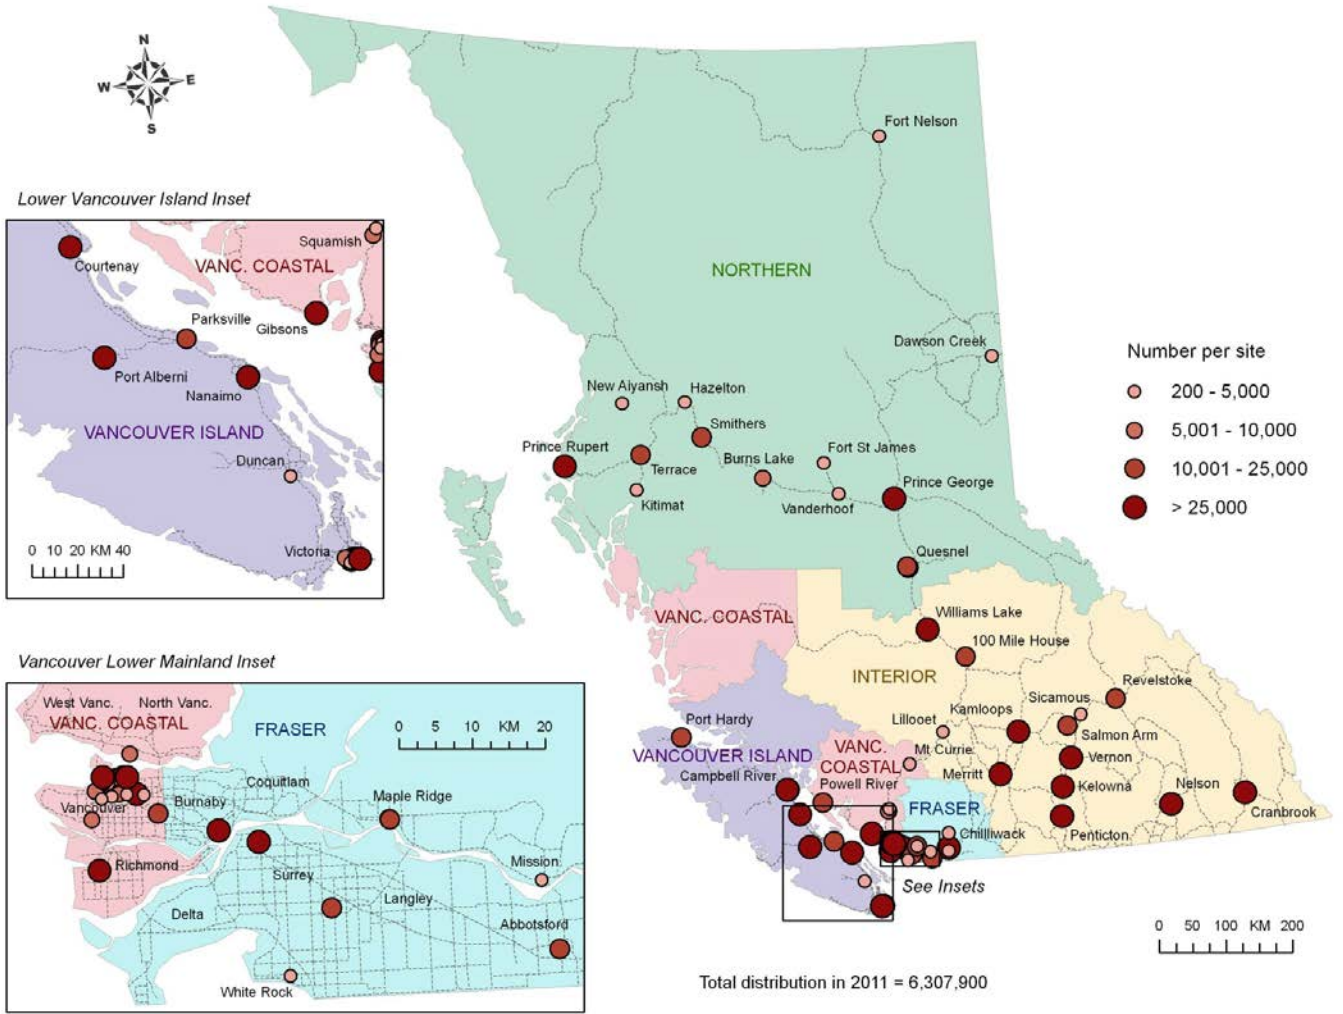 N
W
E
S
Fort Nelson
Lower Vancouver Island Inset
Squamish
VANC. COASTAL
Courtenay
Parksville
Gibsons
Port Alberni
Nanaimo
VANCOUVER ISLAND
Duncan
Victoria
0 10 20 KM 40
NORTHERN
Dawson Creek
New Aiyansh
Hazelton
Smithers
Prince Rupert
Terrace
Burns Lake
Fort St James
Kitimat
Vanderhoof
Prince George
Quesnel
Number per site
200 - 5,000
5,001 - 10,000
10,001 - 25,000
> 25,000
VANC. COASTAL
Williams Lake
100 Mile House
INTERIOR
Revelstoke
Sicamous
Kamloops
Lillooet
Salmon Arm
Port Hardy
VANCOUVER ISLAND
VANC.
COASTAL
Mt Currie
Vernon
Campbell River
Powell River
Merritt
Kelowna
Nelson
FRASER
Cranbrook
Chilliwack
Penticton
See Insets
0 50 100 KM 200
Total distribution in 2011 = 6,307,900
Vancouver Lower Mainland Inset
West Vanc.
North Vanc.
VANC. COASTAL
FRASER
0 5 10 KM 20
Coquitlam
Vancouver
Burnaby
Maple Ridge
Richmond
Surrey
Mission
Delta
Langley
Abbotsford
White Rock